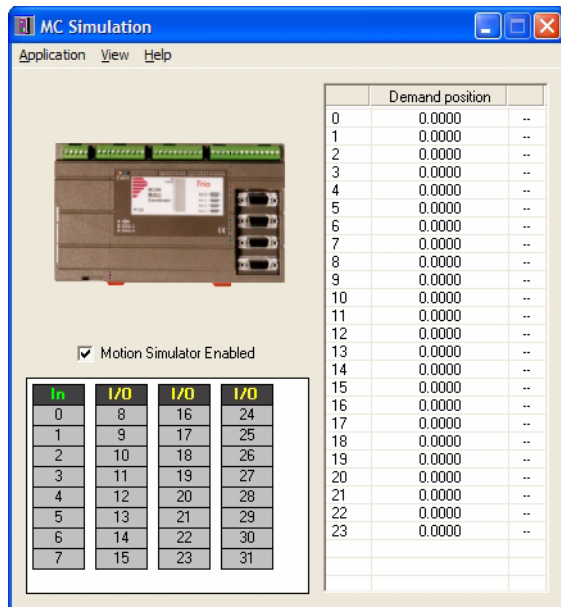 MC Simulation
Application View Help
Trio
Motion Simulator Enabled
In I/O I/O I/O
0 8 16 24
1 9 17 25
2 10 18 26
3 11 19 27
4 12 20 28
5 13 21 29
6 14 22 30
7 15 23 31
Demand position
0 0.0000 --
1 0.0000 --
2 0.0000 --
3 0.0000 --
4 0.0000 --
5 0.0000 --
6 0.0000 --
7 0.0000 --
8 0.0000 --
9 0.0000 --
10 0.0000 --
11 0.0000 --
12 0.0000 --
13 0.0000 --
14 0.0000 --
15 0.0000 --
16 0.0000 --
17 0.0000 --
18 0.0000 --
19 0.0000 --
20 0.0000 --
21 0.0000 --
22 0.0000 --
23 0.0000 --